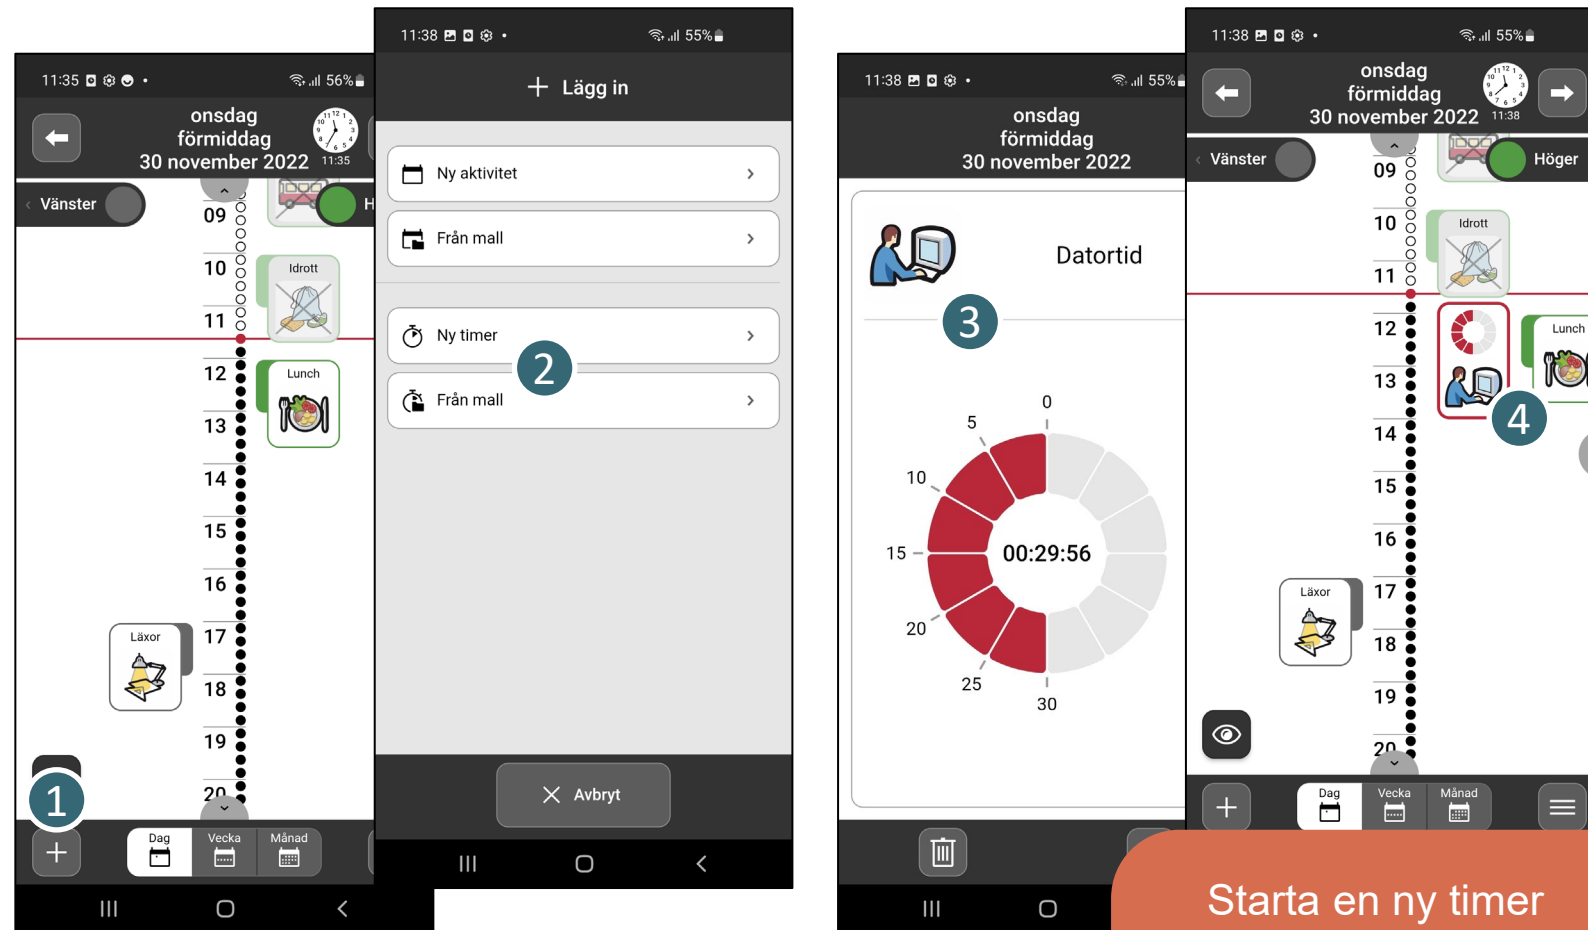 11:35
56%
onsdag
förmiddag
30 november 2022
11:35
Vänster
H
09
10
Idrott
11
12
Lunch
13
14
15
16
17
Läxor
18
19
20
1
Dag
Vecka
Månad
11:38
55%
Lägg in
Ny aktivitet
Från mall
Ny timer
2
Från mall
Avbryt
11:38
55%
onsdag
förmiddag
30 november 2022
Datortid
3
0
5
10
15
20
25
30
00:29:56
11:38
55%
onsdag
förmiddag
30 november 2022
11:38
Vänster
Höger
09
10
Idrott
11
12
Lunch
13
4
14
15
16
17
Läxor
18
19
20
Dag
Vecka
Månad
Starta en ny timer